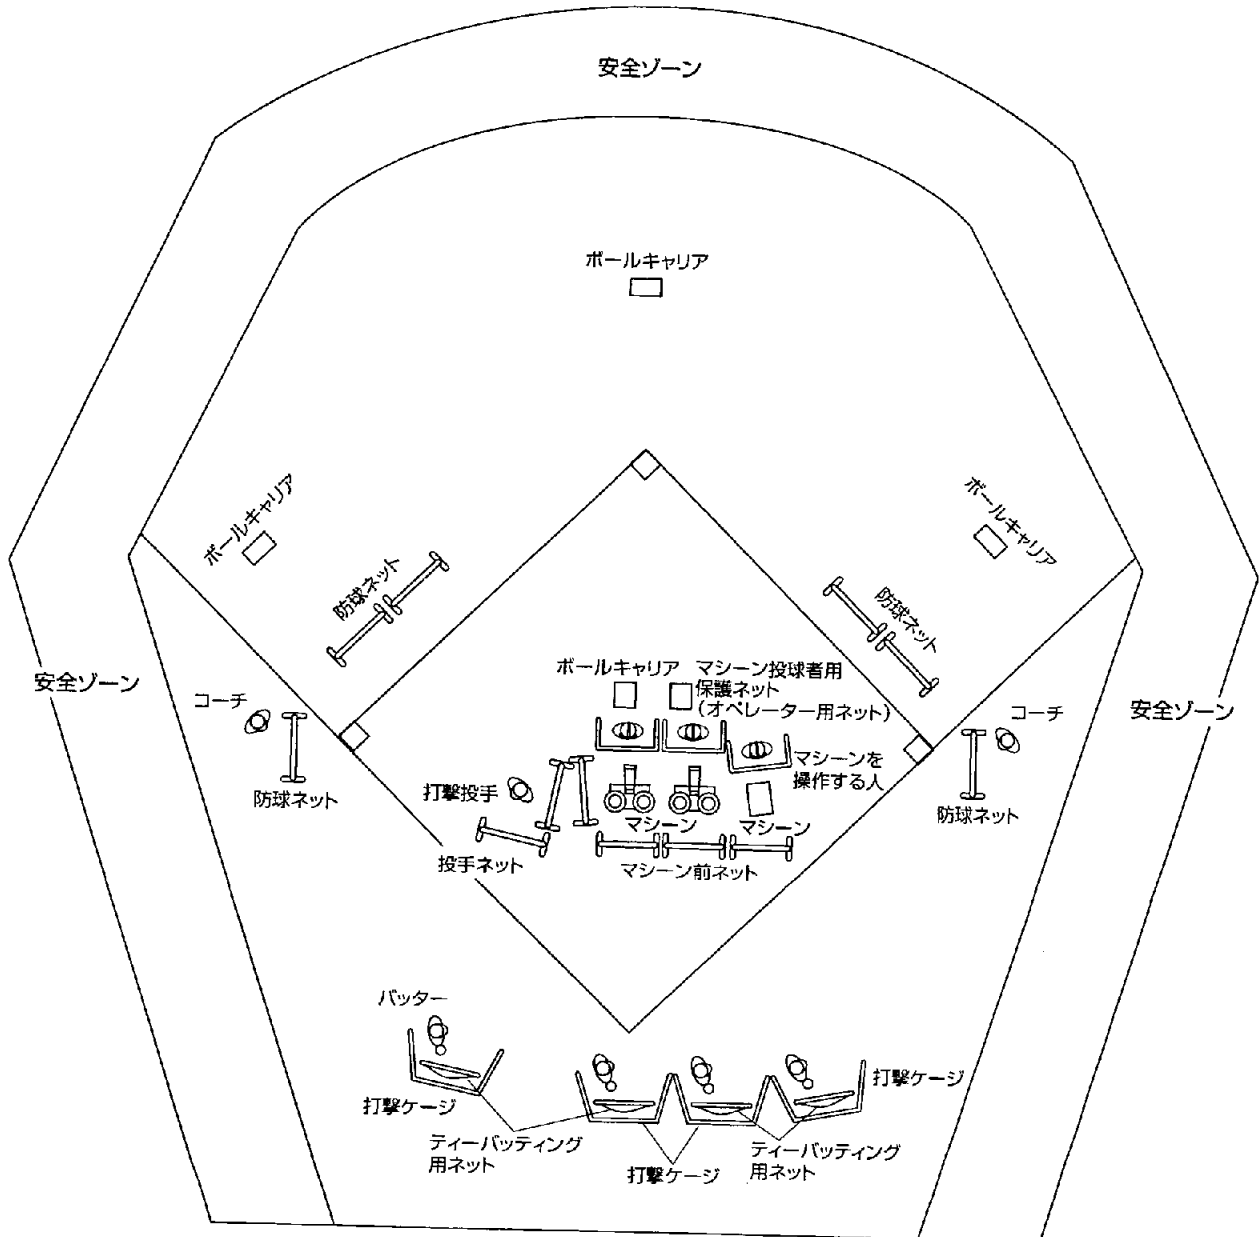 安全ゾーン
ボールキャリア
ボールキャリア
ボールキャリア
防球ネット
防球ネット
安全ゾーン
コーチ
防球ネット
ボールキャリア
マシーン投球者用
保護ネット
(オペレーター用ネット)
コーチ
安全ゾーン
打撃投手
マシーンを
操作する人
防球ネット
マシーン
マシーン
投手ネット
マシーン前ネット
バッター
打撃ケージ
打撃ケージ
ティーバッティング
用ネット
打撃ケージ
ティーバッティング
用ネット